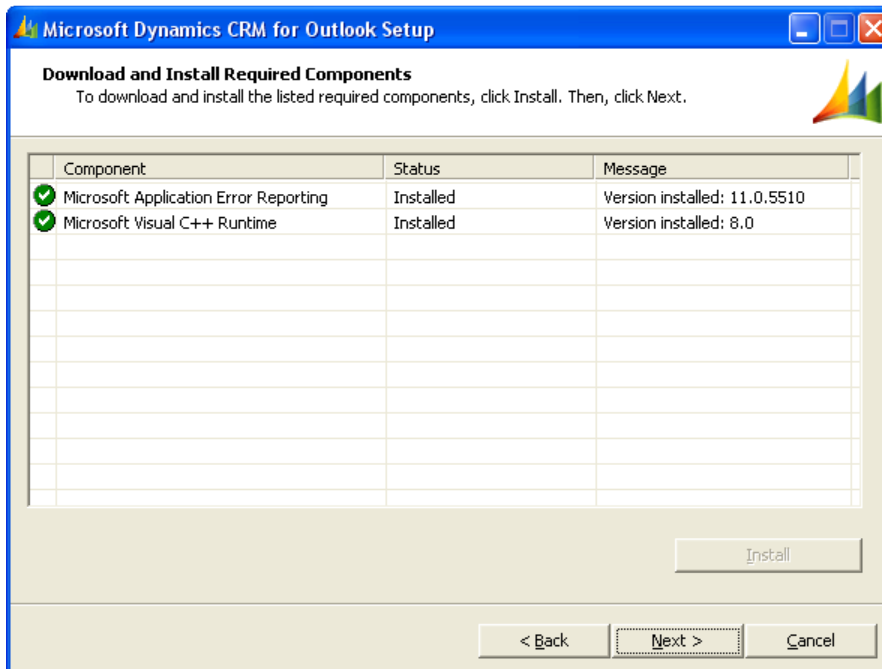 Microsoft Dynamics CRM for Outlook Setup
Download and Install Required Components
To download and install the listed required components, click Install. Then, click Next.
Component Status Message
Microsoft Application Error Reporting Installed Version installed: 11.0.5510
Microsoft Visual C++ Runtime Installed Version installed: 8.0
Install
< Back Next > Cancel